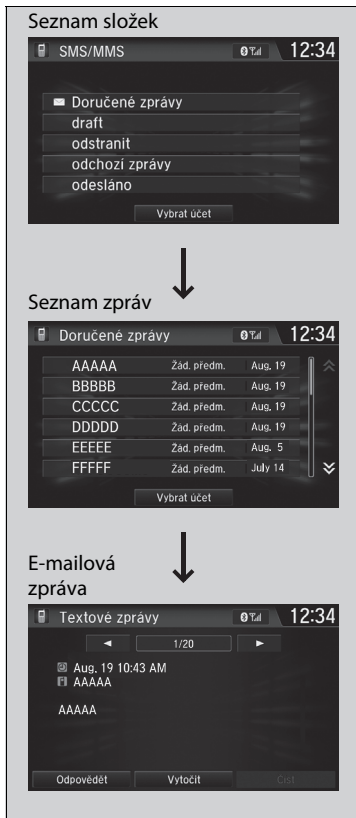 Seznam složek
SMS/MMS 12:34
Doručené zprávy
draft
odstranit
odchozí zprávy
odesláno
Vybrat účet
Seznam zpráv
Doručené zprávy 12:34
AAAAA Žád. předm. Aug. 19
BBBBB Žád. předm. Aug. 19
CCCCC Žád. předm. Aug. 19
DDDDD Žád. předm. Aug. 19
EEEEE Žád. předm. Aug. 5
FFFFF Žád. předm. July 14
Vybrat účet
E-mailová
zpráva
Textové zprávy 12:34
1/20
Aug. 19 10:43 AM
AAAAA
AAAAA
Odpovědět Vytočit Číst